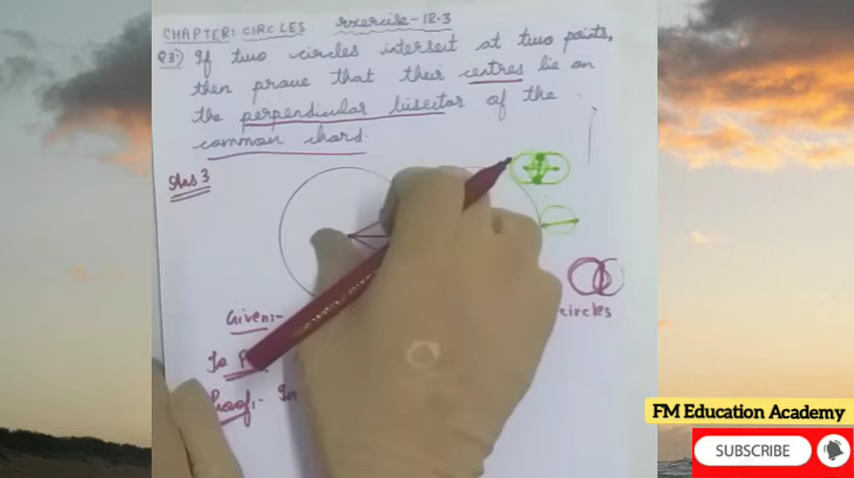 CHAPTER: CIRCLES Exercise-12.3
Q3:) If two circles intersect at two points,
then prove that their centres lie on
the perpendicular bisector of the
common chord.
Ans 3
Given:-
circles
To P
Proof:- In
FM Education Academy
SUBSCRIBE